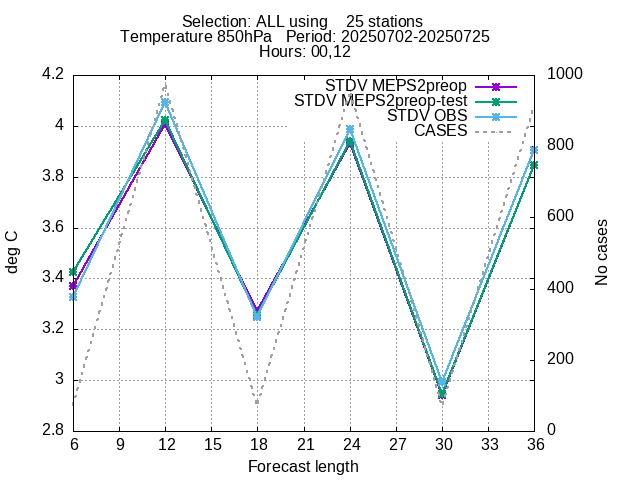 Selection: ALL using    25 stations
Temperature 850hPa   Period: 20250702-20250725
Hours: 00,12
STDV MEPS2preop
STDV MEPS2preop-test
STDV OBS
CASES
4.2
4
3.8
3.6
3.4
3.2
3
2.8
deg C
1000
800
600
400
200
0
No cases
6 9 12 15 18 21 24 27 30 33 36
Forecast length